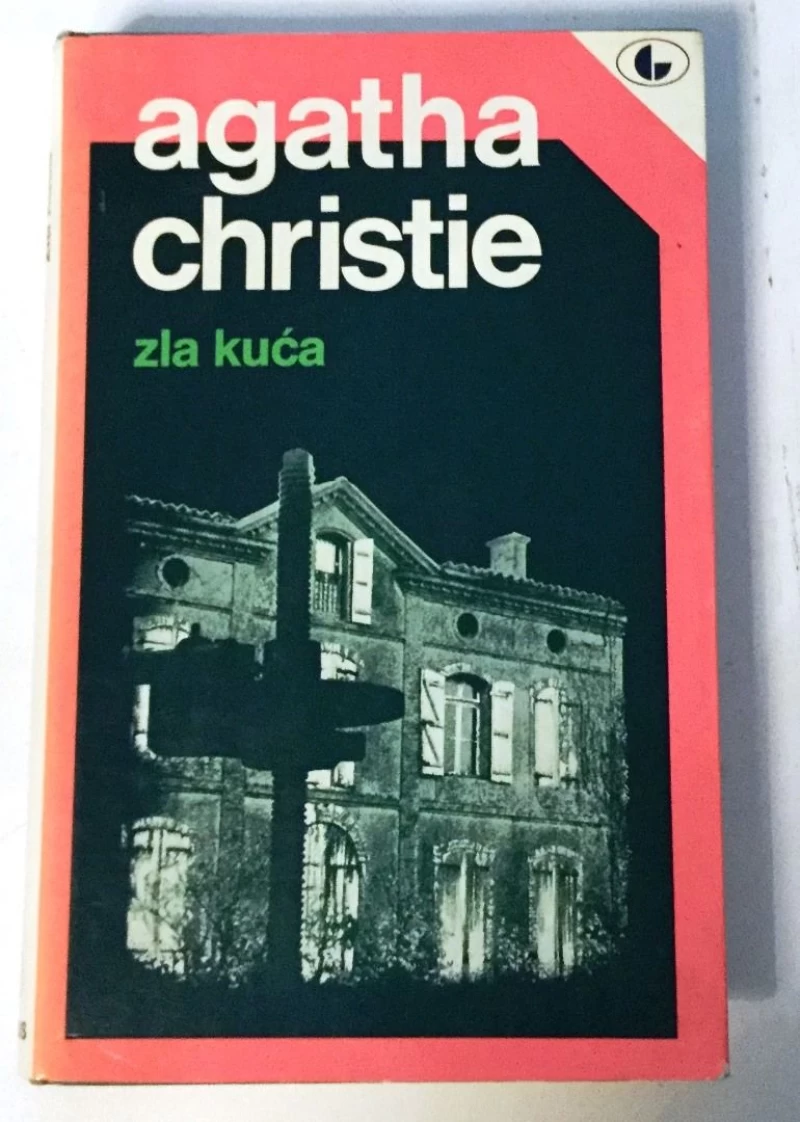 agatha
christie
zla kuća